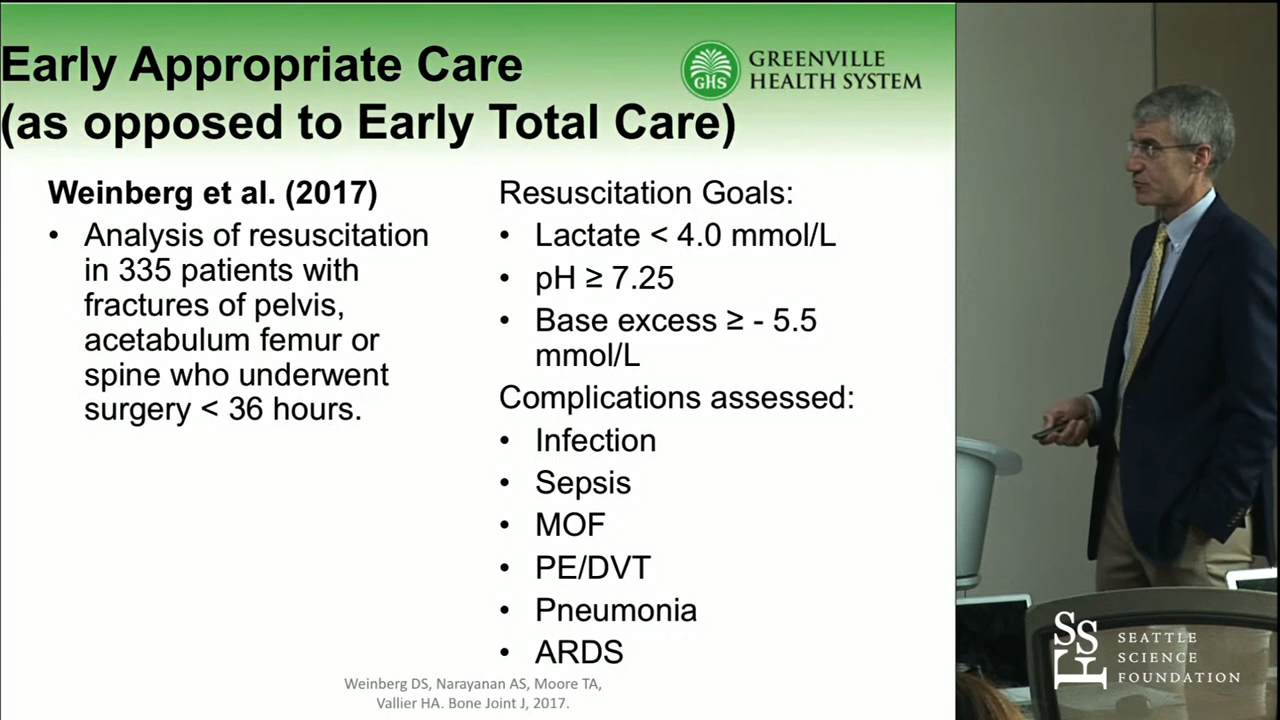 Early Appropriate Care
(as opposed to Early Total Care)
GHS
GREENVILLE
HEALTH SYSTEM
Weinberg et al. (2017)
• Analysis of resuscitation
in 335 patients with
fractures of pelvis,
acetabulum femur or
spine who underwent
surgery < 36 hours.
Resuscitation Goals:
• Lactate < 4.0 mmol/L
• pH ≥ 7.25
• Base excess ≥ - 5.5
mmol/L
Complications assessed:
• Infection
• Sepsis
• MOF
• PE/DVT
• Pneumonia
• ARDS
Weinberg DS, Narayanan AS, Moore TA,
Vallier HA. Bone Joint J, 2017.
SSF
SEATTLE
SCIENCE
FOUNDATION